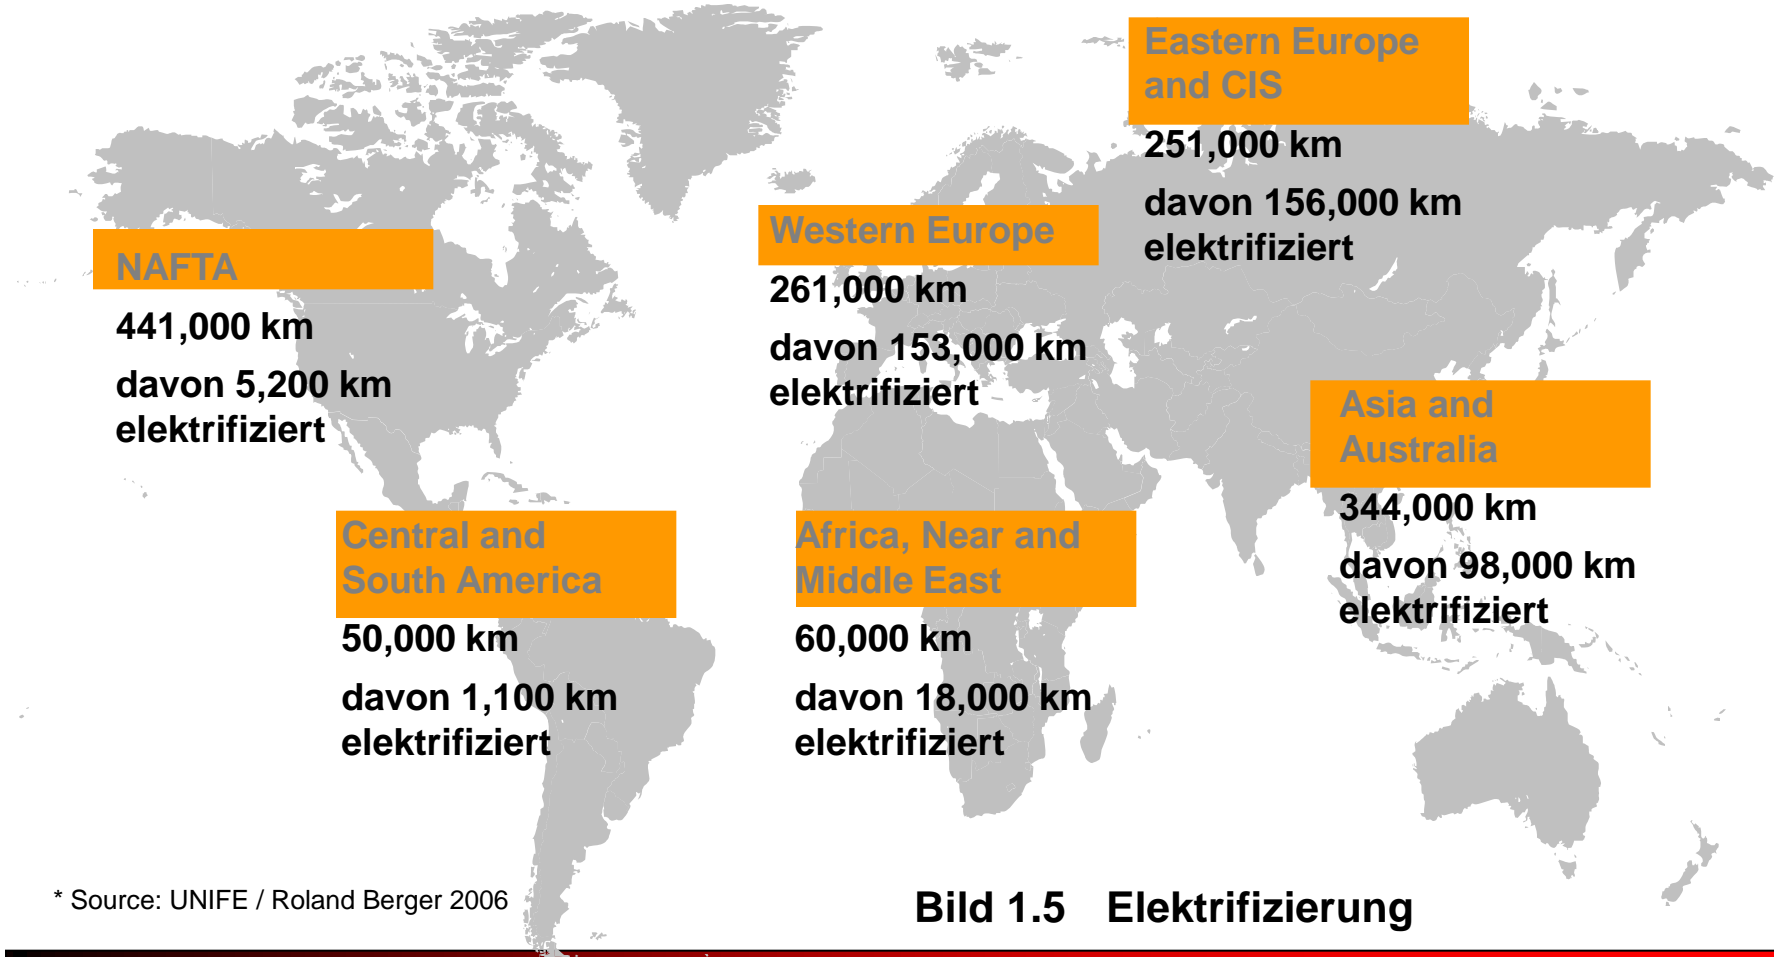 Eastern Europe
and CIS
251,000 km
davon 156,000 km
elektrifiziert
Western Europe
261,000 km
davon 153,000 km
elektrifiziert
NAFTA
441,000 km
davon 5,200 km
elektrifiziert
Asia and
Australia
344,000 km
davon 98,000 km
elektrifiziert
Central and
South America
50,000 km
davon 1,100 km
elektrifiziert
Africa, Near and
Middle East
60,000 km
davon 18,000 km
elektrifiziert
* Source: UNIFE / Roland Berger 2006
Bild 1.5 Elektrifizierung